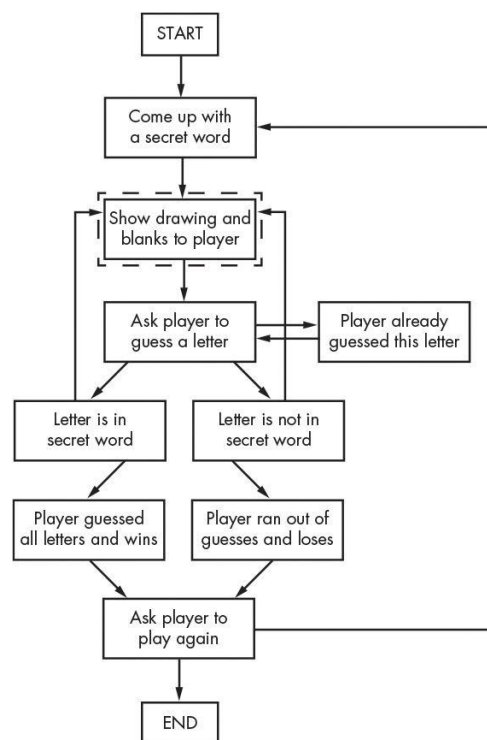 START
Come up with
a secret word
Show drawing and
blanks to player
Ask player to
guess a letter
Player already
guessed this letter
Letter is in
secret word
Letter is not in
secret word
Player guessed
all letters and wins
Player ran out of
guesses and loses
Ask player to
play again
END